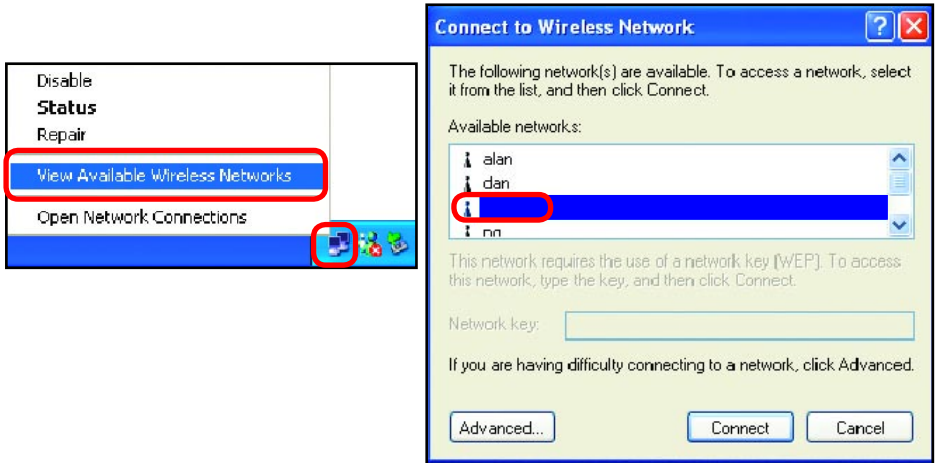 Disable
Status
Repair
View Available Wireless Networks
Open Network Connections
Connect to Wireless Network
The following network(s) are available. To access a network, select
it from the list, and then click Connect.
Available networks:
alan
dan
This network requires the use of a network key (WEP). To access
this network, type the key, and then click Connect.
Network key:
If you are having difficulty connecting to a network, click Advanced.
Advanced...
Connect
Cancel